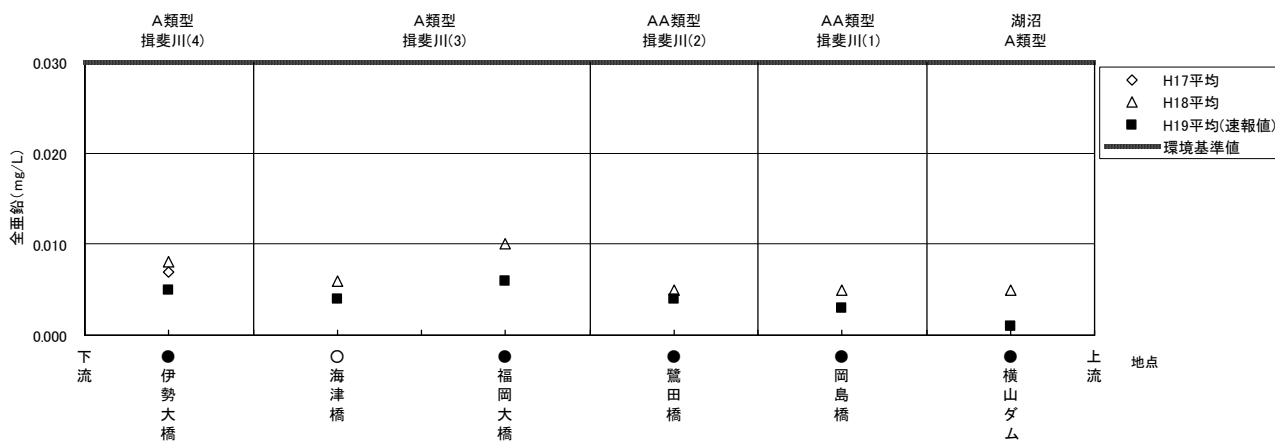 A類型
揖斐川(4)
A類型
揖斐川(3)
AA類型
揖斐川(2)
AA類型
揖斐川(1)
湖沼
A類型
0.030
0.020
0.010
0.000
全亜鉛(mg/L)
H17平均
H18平均
H19平均(速報値)
環境基準値
下流
伊勢大橋
海津橋
福岡大橋
鷺田橋
岡島橋
横山ダム
上流
地点